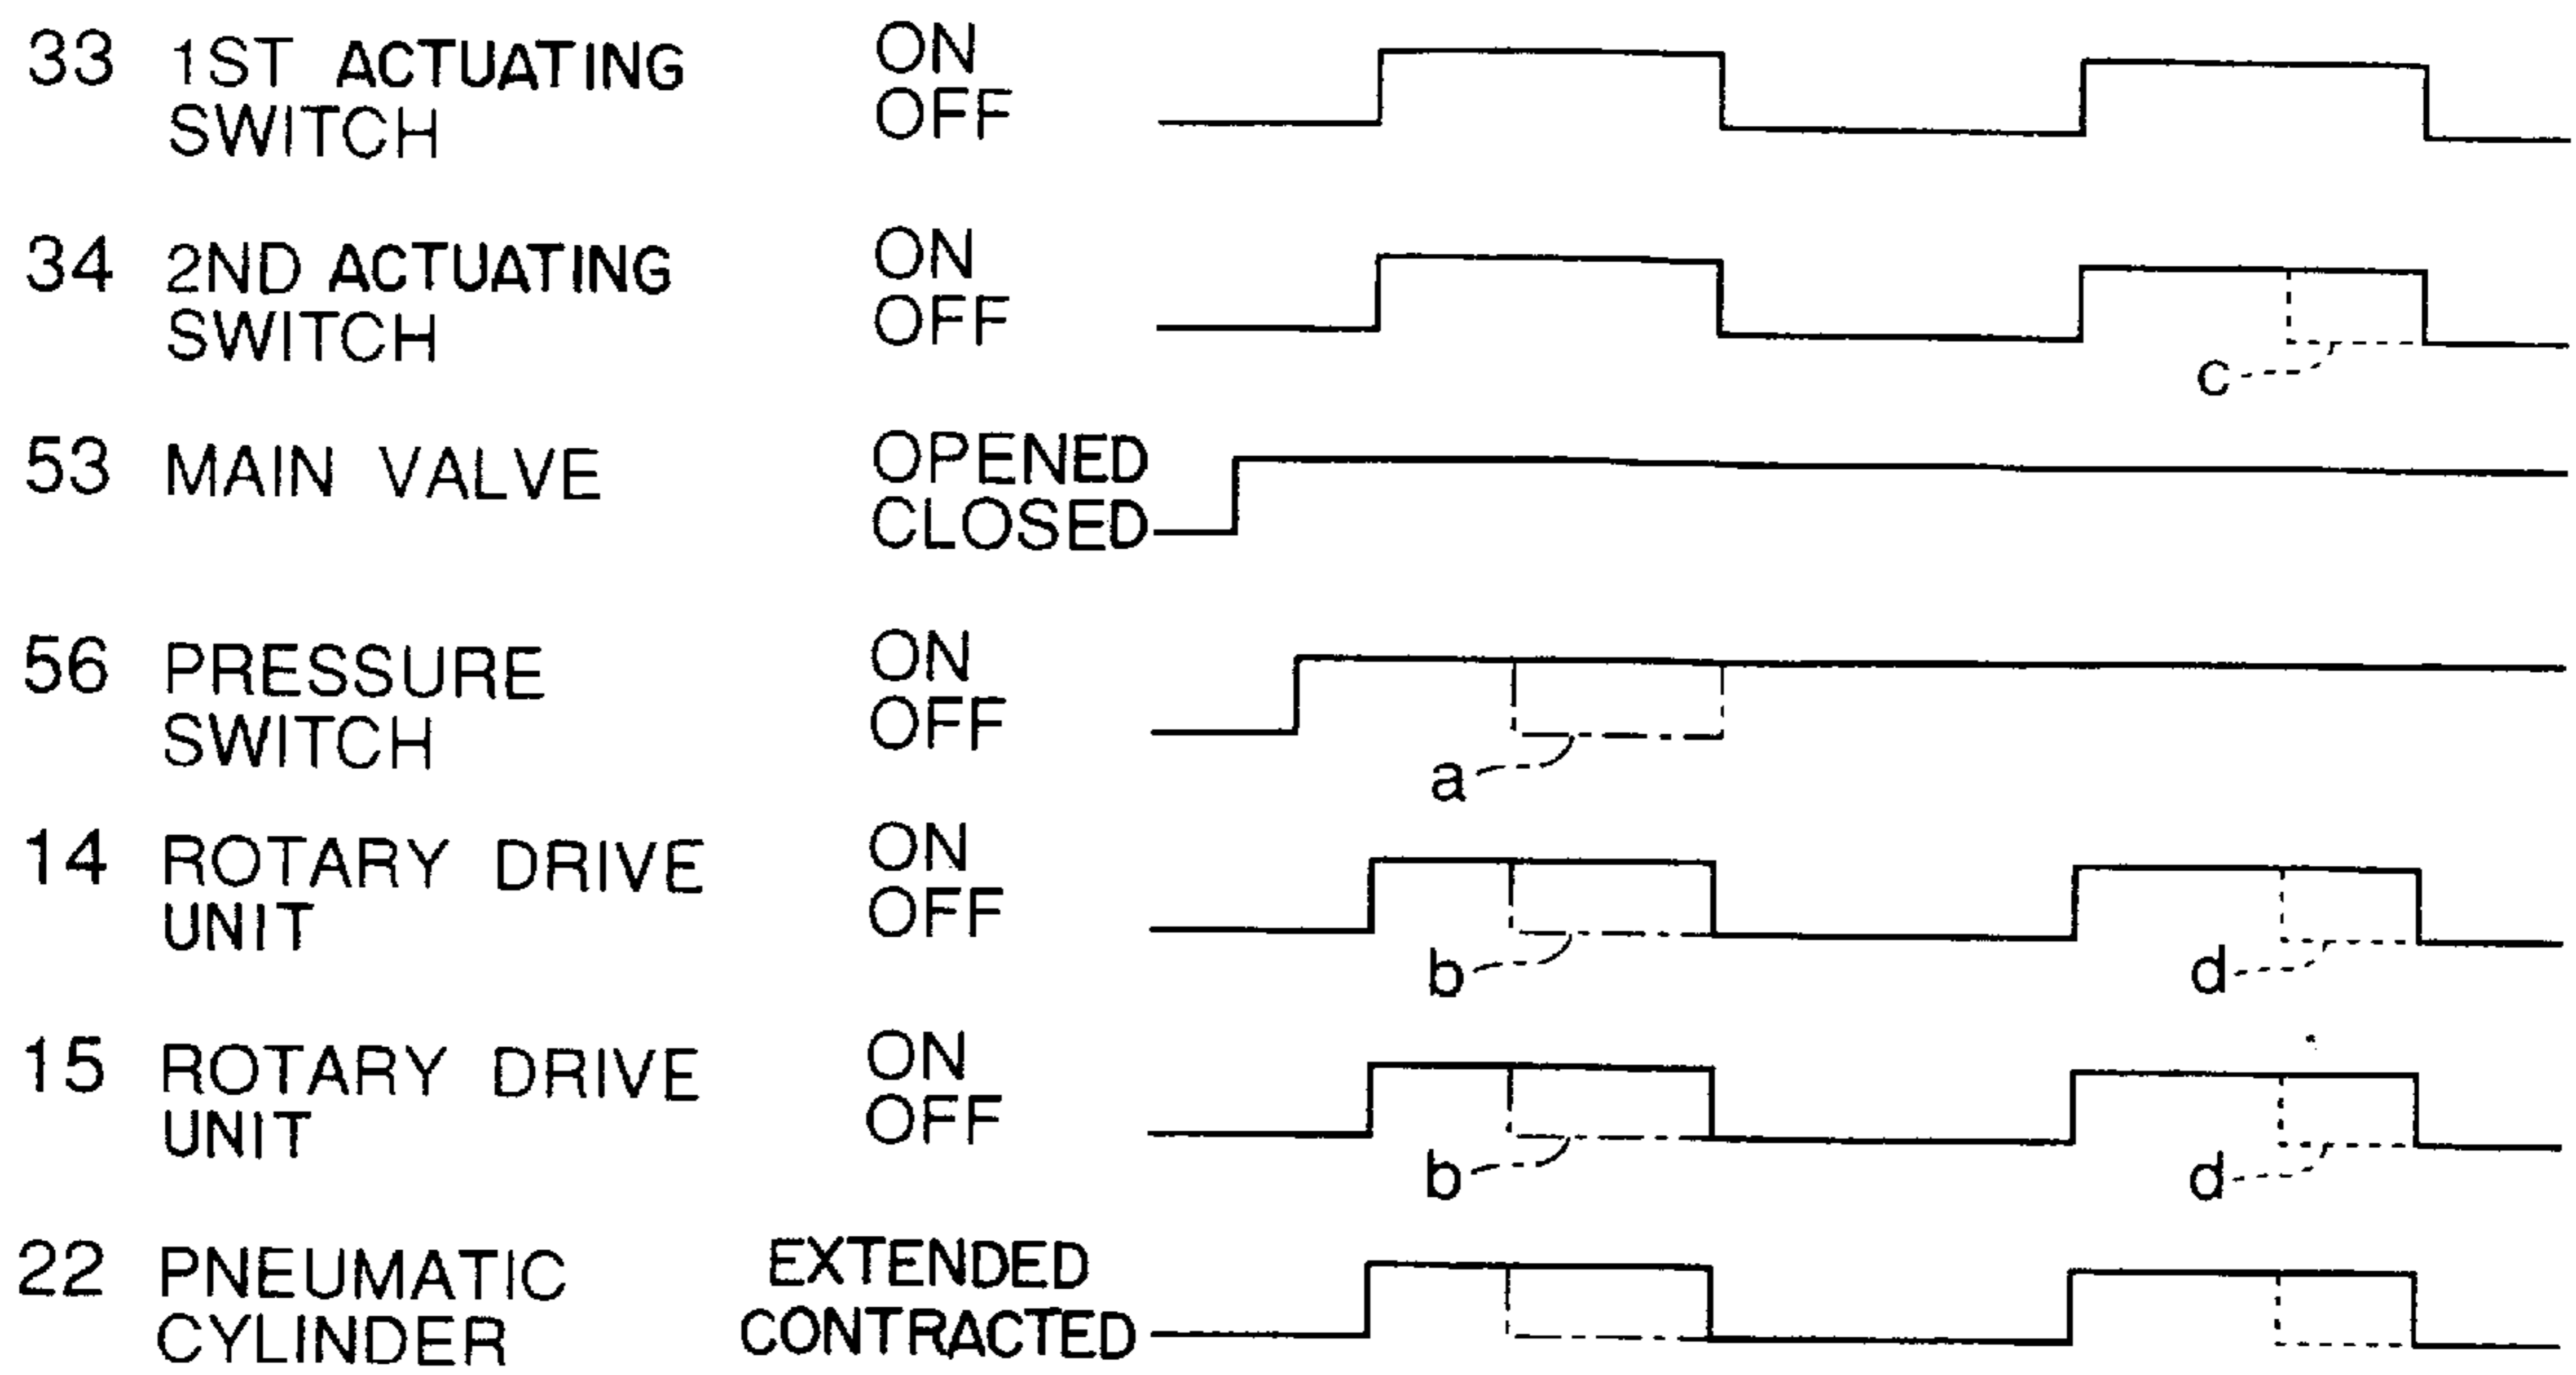 33 1ST ACTUATING SWITCH ON OFF
34 2ND ACTUATING SWITCH ON OFF
c
53 MAIN VALVE OPENED CLOSED
56 PRESSURE SWITCH ON OFF
a
14 ROTARY DRIVE UNIT ON OFF
b d
15 ROTARY DRIVE UNIT ON OFF
b d
22 PNEUMATIC CYLINDER EXTENDED CONTRACTED